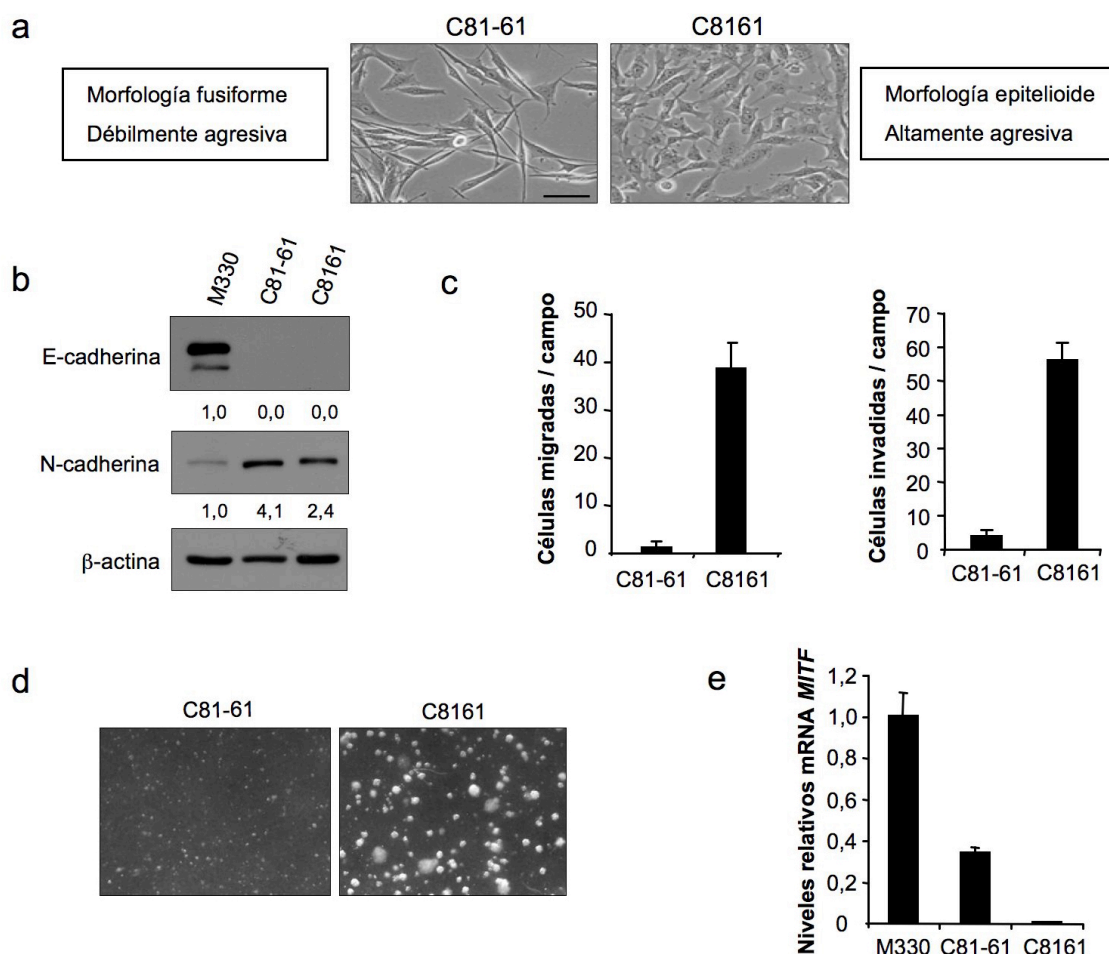 a
C81-61
C8161
Morfología fusiforme
Débilmente agresiva
Morfología epitelioide
Altamente agresiva
b
M330
C81-61
C8161
E-cadherina
1,0 0,0 0,0
N-cadherina
1,0 4,1 2,4
β-actina
c
Células migradas / campo
50
40
30
20
10
0
C81-61 C8161
Células invadidas / campo
70
60
50
40
30
20
10
0
C81-61 C8161
d
C81-61
C8161
e
Niveles relativos mRNA MITF
1,2
1,0
0,8
0,6
0,4
0,2
0
M330 C81-61 C8161